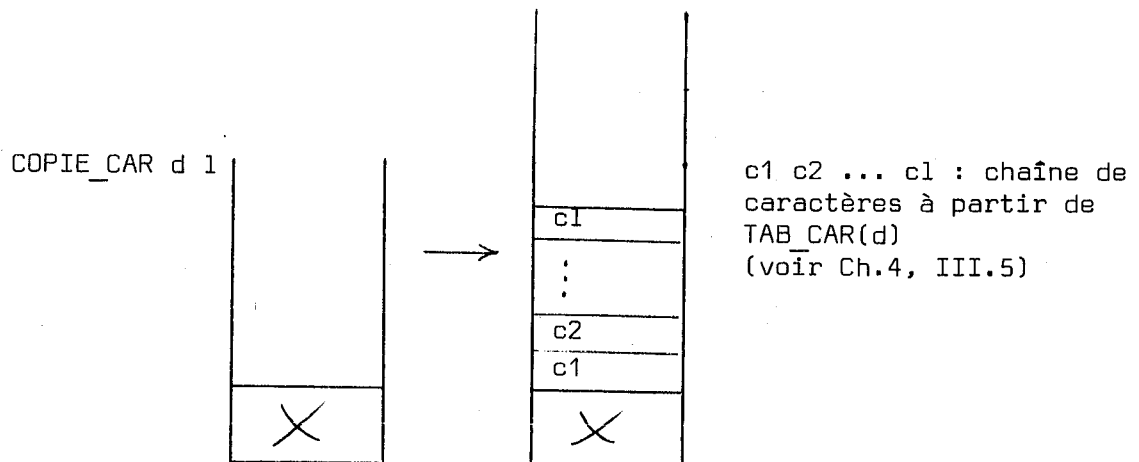 COPIE_CAR d l
X
cl
⋮
c2
c1
X
c1 c2 ... cl : chaîne de
caractères à partir de
TAB_CAR(d)
(voir Ch.4, III.5)